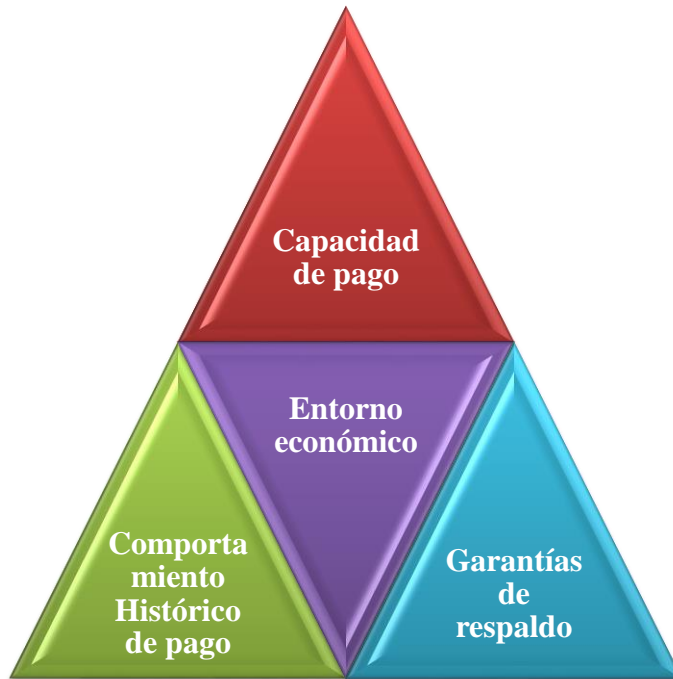 Capacidad
de pago
Entorno
económico
Comporta
miento
Histórico
de pago
Garantías
de
respaldo